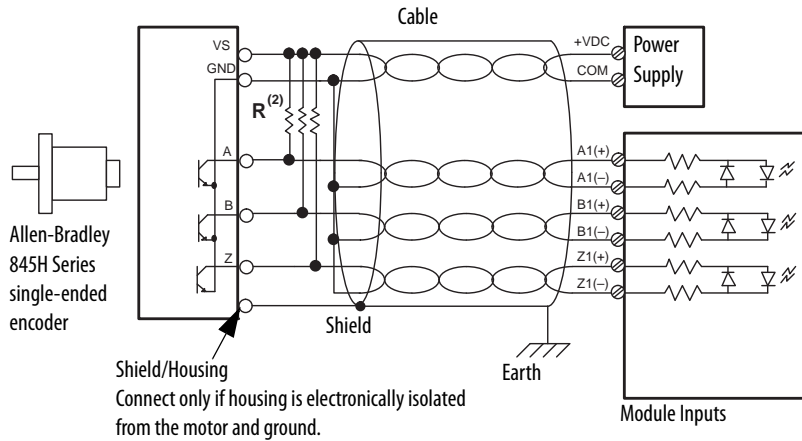 Cable
VS
GND
R(2)
A
B
Z
+VDC
COM
Power
Supply
A1(+)
A1(–)
B1(+)
B1(–)
Z1(+)
Z1(–)
Allen-Bradley
845H Series
single-ended
encoder
Shield
Earth
Shield/Housing
Connect only if housing is electronically isolated
from the motor and ground.
Module Inputs